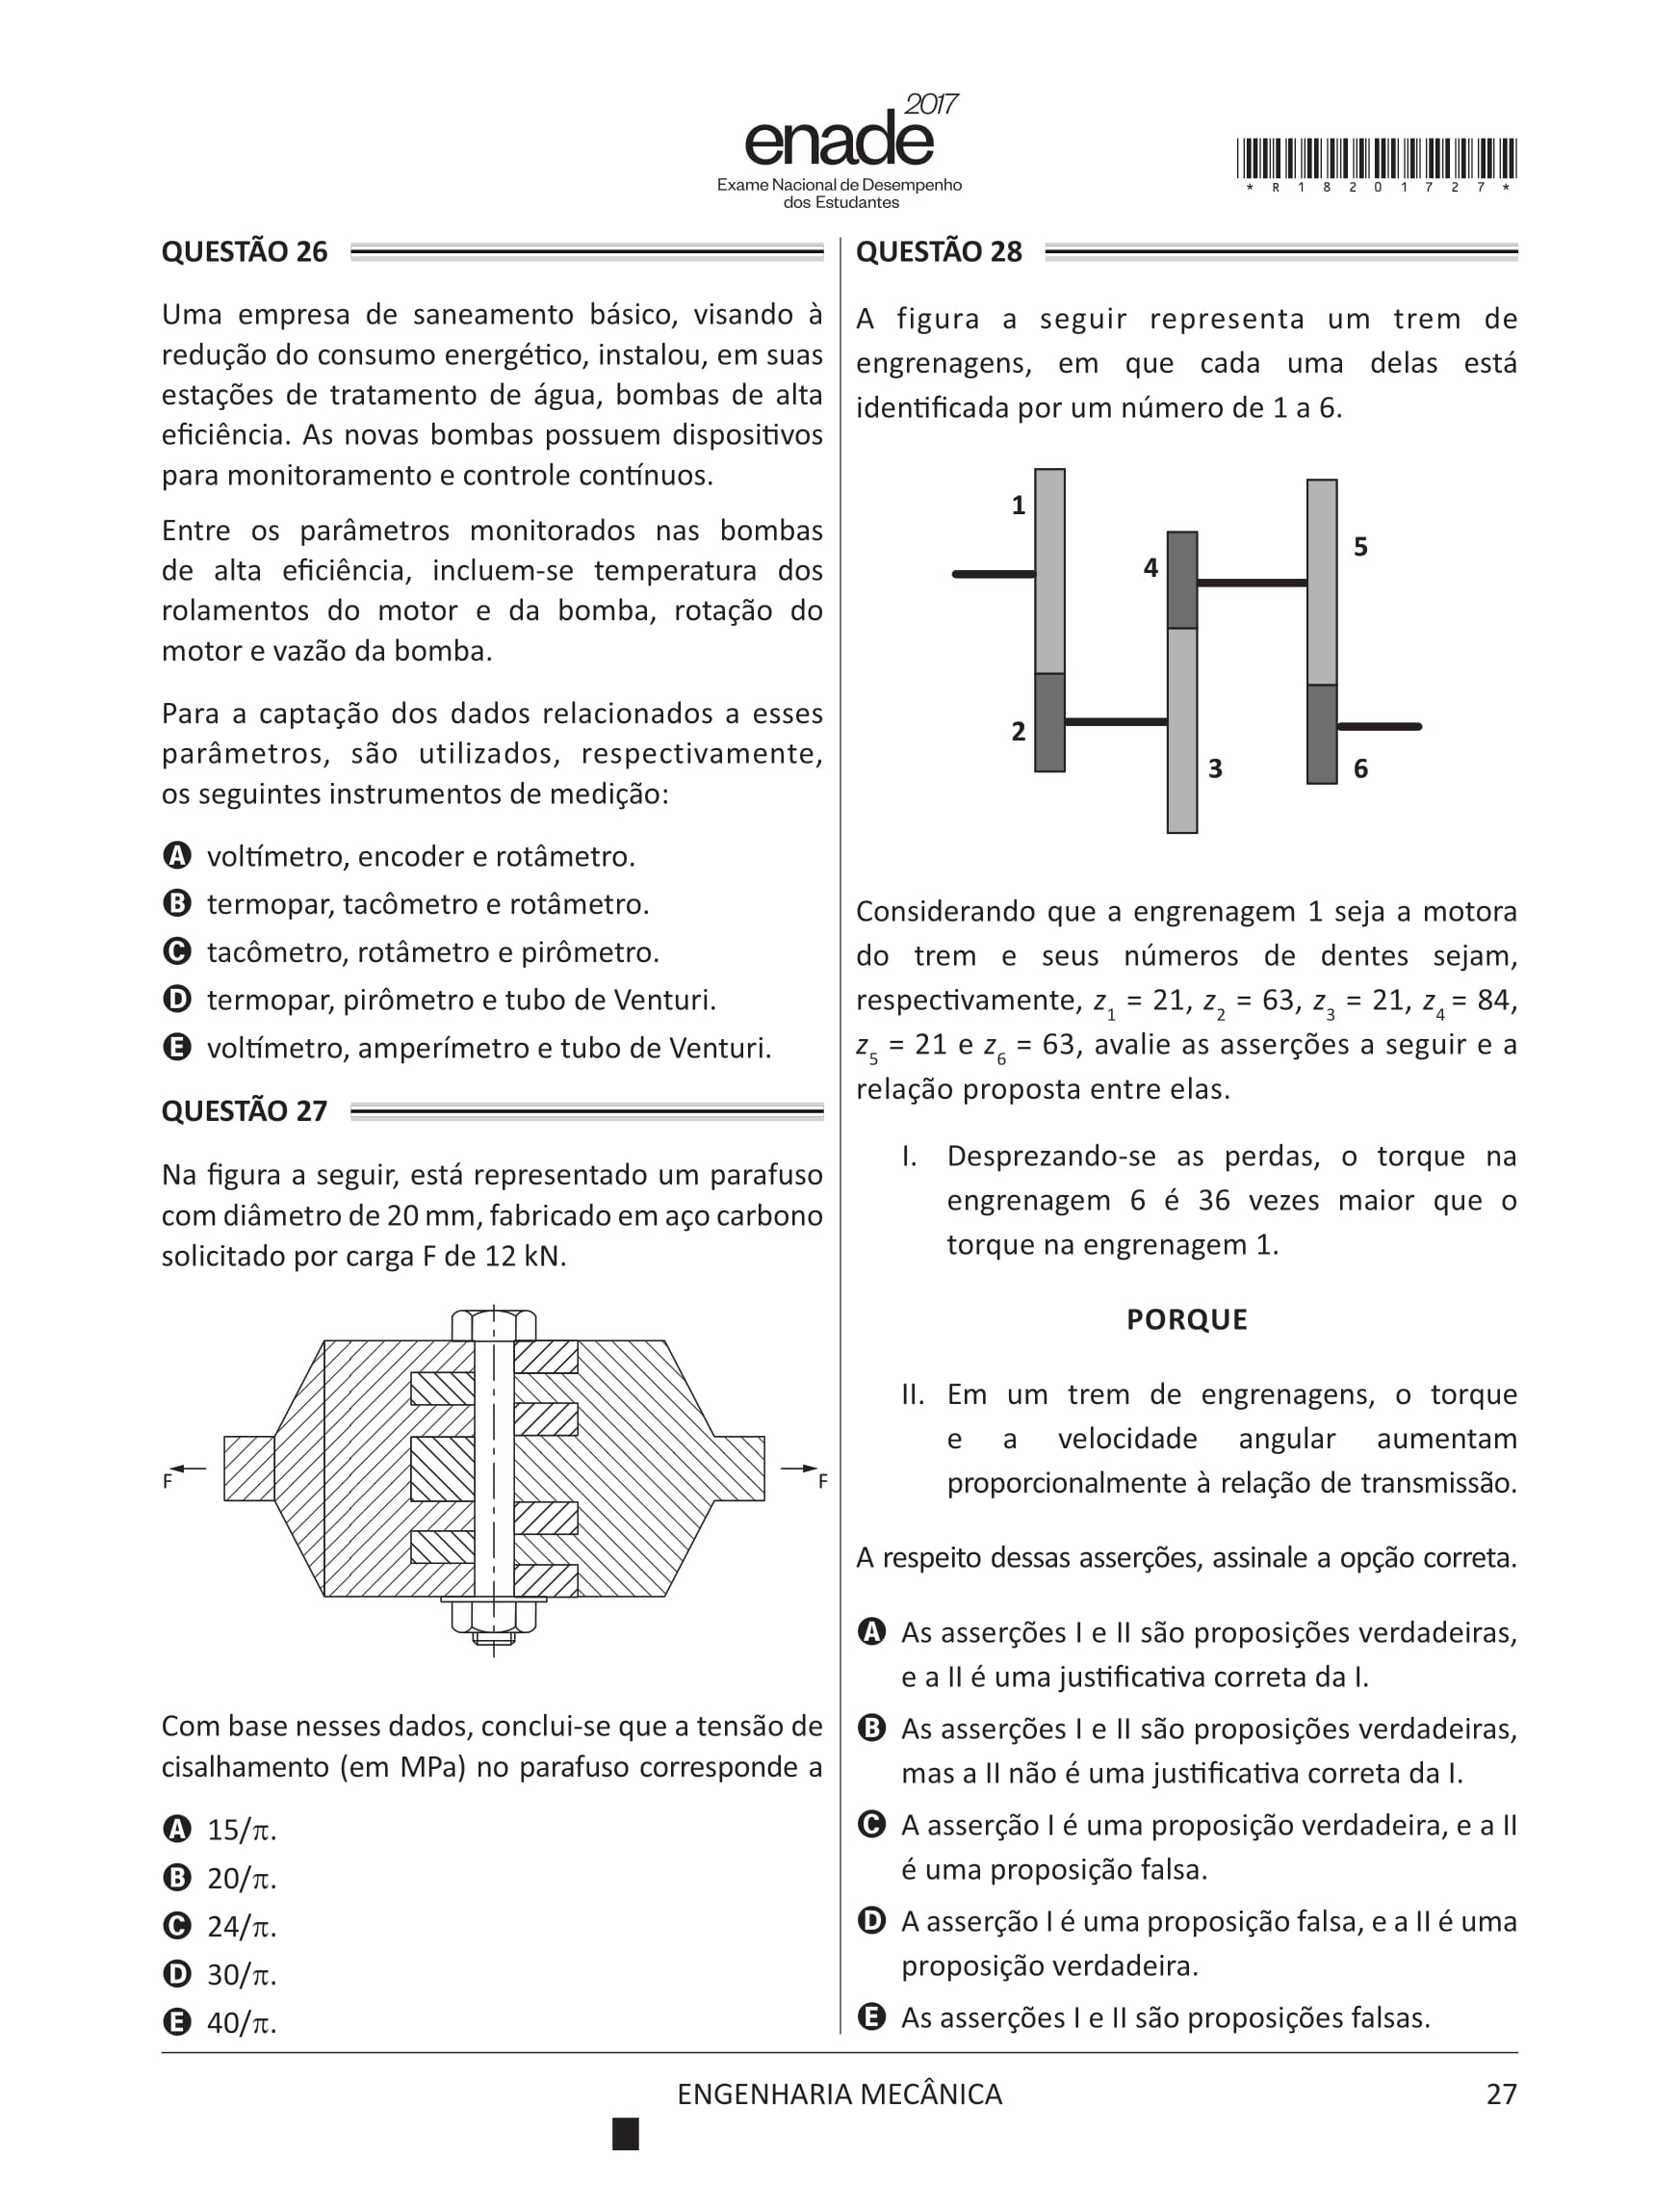 2017
enade
Exame Nacional de Desempenho
dos Estudantes
* R 1 8 2 0 1 7 2 7 *
QUESTÃO 26
Uma empresa de saneamento básico, visando à
redução do consumo energético, instalou, em suas
estações de tratamento de água, bombas de alta
eficiência. As novas bombas possuem dispositivos
para monitoramento e controle contínuos.
Entre os parâmetros monitorados nas bombas
de alta eficiência, incluem-se temperatura dos
rolamentos do motor e da bomba, rotação do
motor e vazão da bomba.
Para a captação dos dados relacionados a esses
parâmetros, são utilizados, respectivamente,
os seguintes instrumentos de medição:
A voltímetro, encoder e rotâmetro.
B termopar, tacômetro e rotâmetro.
C tacômetro, rotâmetro e pirômetro.
D termopar, pirômetro e tubo de Venturi.
E voltímetro, amperímetro e tubo de Venturi.
QUESTÃO 27
Na figura a seguir, está representado um parafuso
com diâmetro de 20 mm, fabricado em aço carbono
solicitado por carga F de 12 kN.
F
F
Com base nesses dados, conclui-se que a tensão de
cisalhamento (em MPa) no parafuso corresponde a
A 15/π.
B 20/π.
C 24/π.
D 30/π.
E 40/π.
QUESTÃO 28
A figura a seguir representa um trem de
engrenagens, em que cada uma delas está
identificada por um número de 1 a 6.
1
5
4
2
3
6
Considerando que a engrenagem 1 seja a motora
do trem e seus números de dentes sejam,
respectivamente, z1 = 21, z2 = 63, z3 = 21, z4 = 84,
z5 = 21 e z6 = 63, avalie as asserções a seguir e a
relação proposta entre elas.
I. Desprezando-se as perdas, o torque na
engrenagem 6 é 36 vezes maior que o
torque na engrenagem 1.
PORQUE
II. Em um trem de engrenagens, o torque
e a velocidade angular aumentam
proporcionalmente à relação de transmissão.
A respeito dessas asserções, assinale a opção correta.
A As asserções I e II são proposições verdadeiras,
e a II é uma justificativa correta da I.
B As asserções I e II são proposições verdadeiras,
mas a II não é uma justificativa correta da I.
C A asserção I é uma proposição verdadeira, e a II
é uma proposição falsa.
D A asserção I é uma proposição falsa, e a II é uma
proposição verdadeira.
E As asserções I e II são proposições falsas.
ENGENHARIA MECÂNICA
27